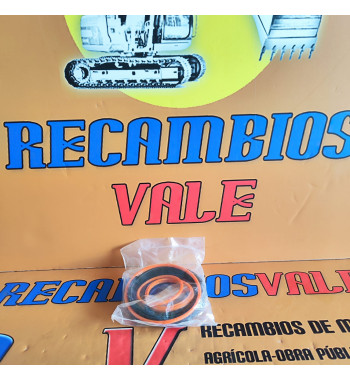 RECAMBIOS
VALE
RECAMBIOSVALE
RECAMBIOS DE M
AGRÍCOLA-OBRA PÚBL